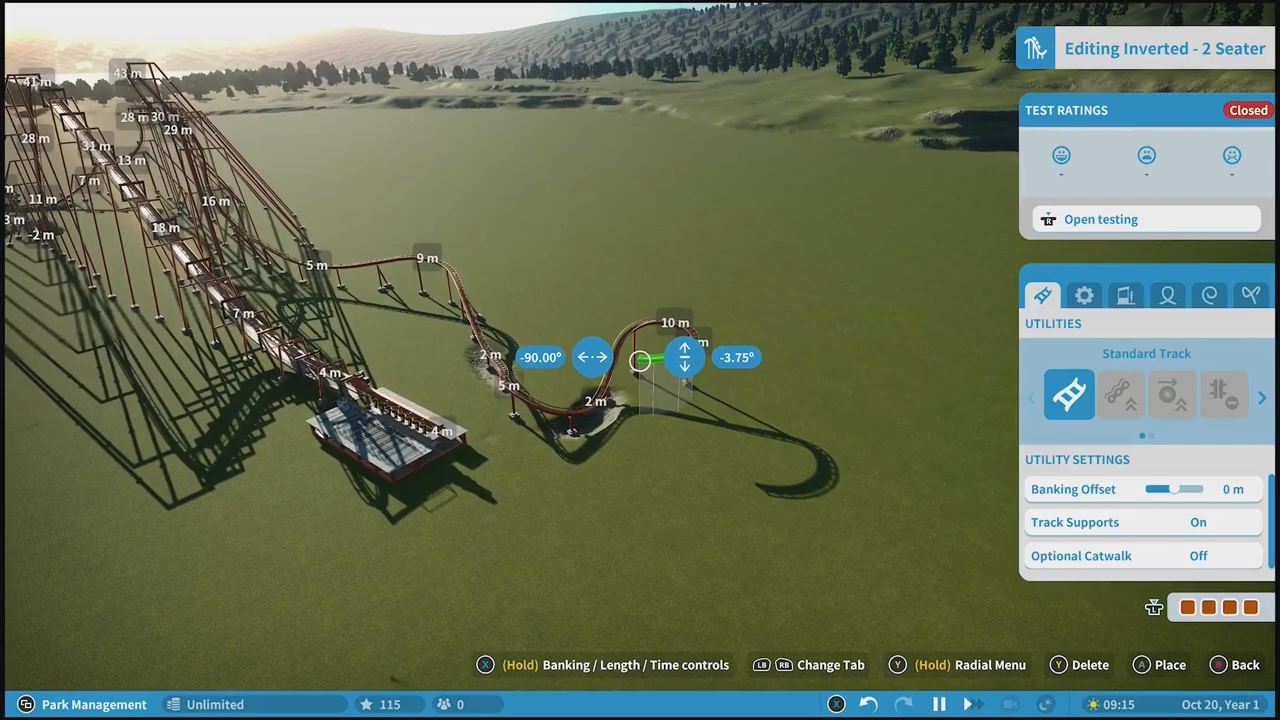 Editing Inverted - 2 Seater
TEST RATINGS
Closed
-
-
-
Open testing
UTILITIES
Standard Track
UTILITY SETTINGS
Banking Offset 0 m
Track Supports On
Optional Catwalk Off
41 m
43 m
28 m
30 m
29 m
28 m
31 m
13 m
7 m
11 m
16 m
3 m
-2 m
18 m
5 m
9 m
7 m
10 m
m
2 m
-90.00°
-3.75°
4 m
5 m
2 m
4 m
L
X (Hold) Banking / Length / Time controls
LB RB Change Tab
Y (Hold) Radial Menu
Y Delete
A Place
B Back
Park Management
Unlimited
115
0
X
09:15
Oct 20, Year 1